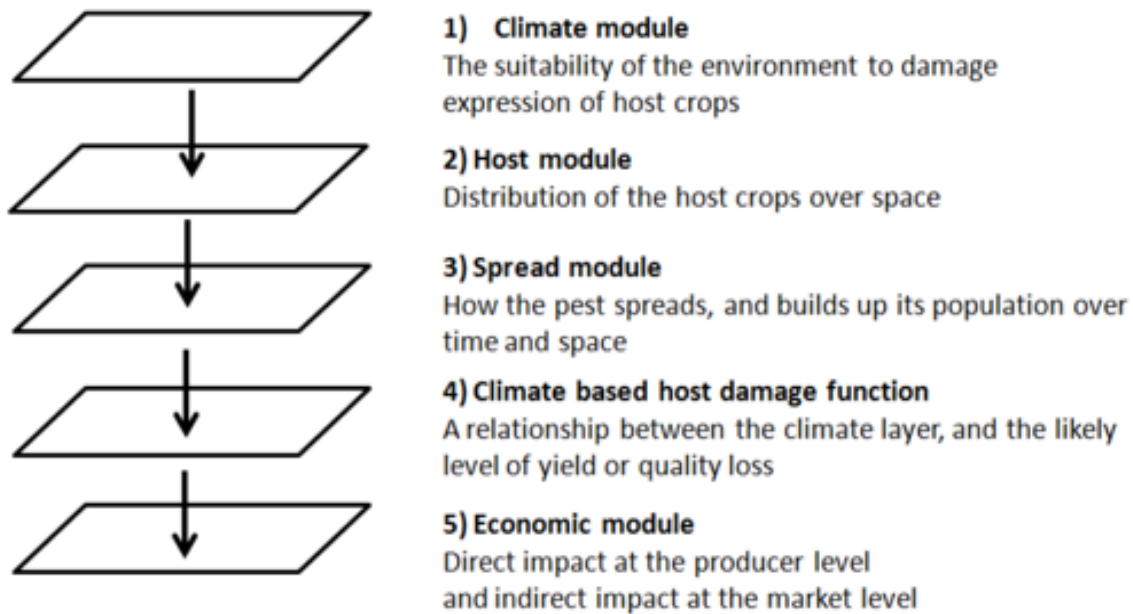 1) Climate module
The suitability of the environment to damage
expression of host crops
2) Host module
Distribution of the host crops over space
3) Spread module
How the pest spreads, and builds up its population over
time and space
4) Climate based host damage function
A relationship between the climate layer, and the likely
level of yield or quality loss
5) Economic module
Direct impact at the producer level
and indirect impact at the market level